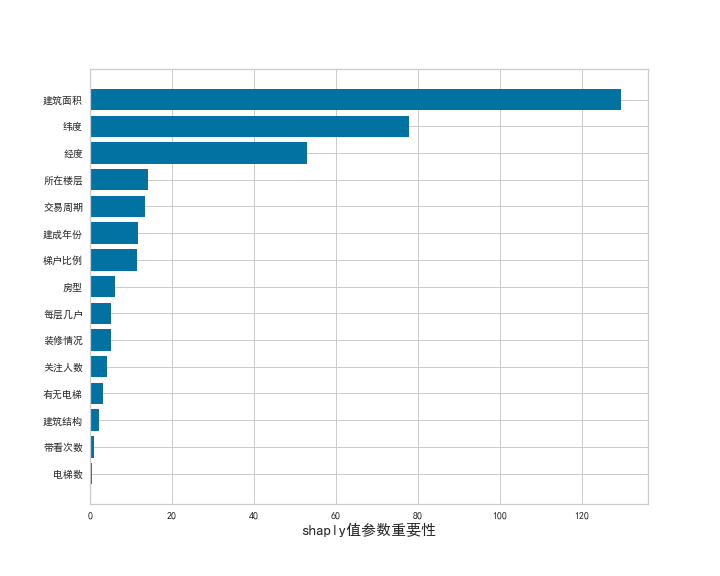 建筑面积
纬度
经度
所在楼层
交易周期
建成年份
梯户比例
房型
每层几户
装修情况
关注人数
有无电梯
建筑结构
带看次数
电梯数
0 20 40 60 80 100 120
shaply值参数重要性